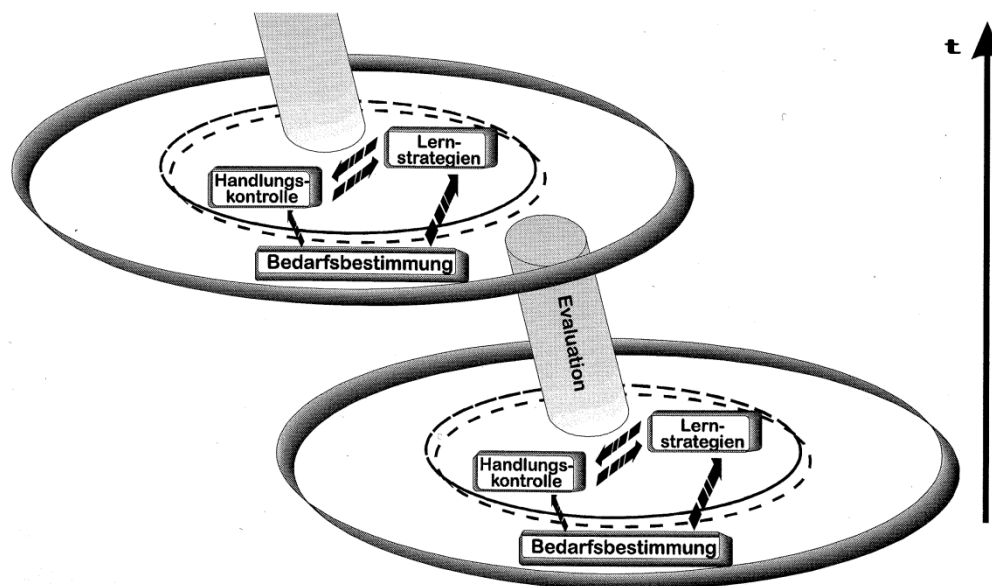 t
Lern-
strategien
Handlungs-
kontrolle
Bedarfsbestimmung
Evaluation
Lern-
strategien
Handlungs-
kontrolle
Bedarfsbestimmung